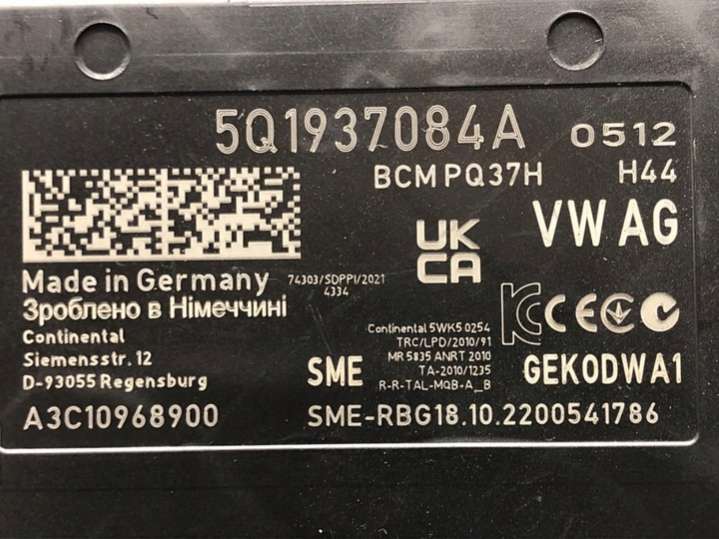 5Q1937084A 0512
BCM PQ37H H44
VW AG
UK
CA
Made in Germany
Зроблено в Німеччині
74303/SDPPI/2021
4334
Continental
Siemensstr. 12
D-93055 Regensburg
SME
Continental 5WK5 0254
TRC/LPD/2010/91
MR 5835 ANRT 2010
TA-2010/1235
R-R-TAL-MQB-A_B
KC CE
GEK0DWA1
A3C10968900
SME-RBG18.10.2200541786